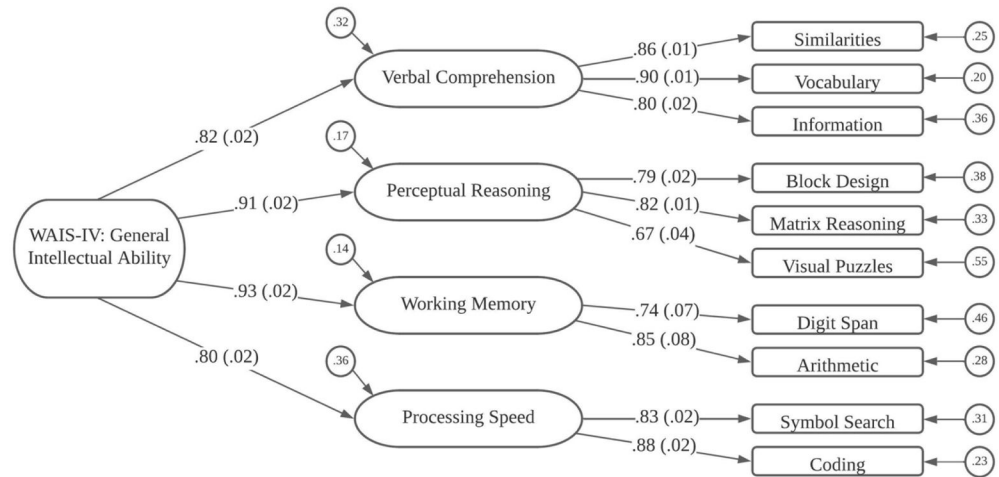 .32
Verbal Comprehension
.86 (.01)
Similarities
.25
.90 (.01)
Vocabulary
.20
.80 (.02)
Information
.36
.82 (.02)
.17
Perceptual Reasoning
.79 (.02)
Block Design
.38
.82 (.01)
Matrix Reasoning
.33
.67 (.04)
Visual Puzzles
.55
.91 (.02)
WAIS-IV: General
Intellectual Ability
.14
Working Memory
.74 (.07)
Digit Span
.46
.85 (.08)
Arithmetic
.28
.93 (.02)
.80 (.02)
.36
Processing Speed
.83 (.02)
Symbol Search
.31
.88 (.02)
Coding
.23